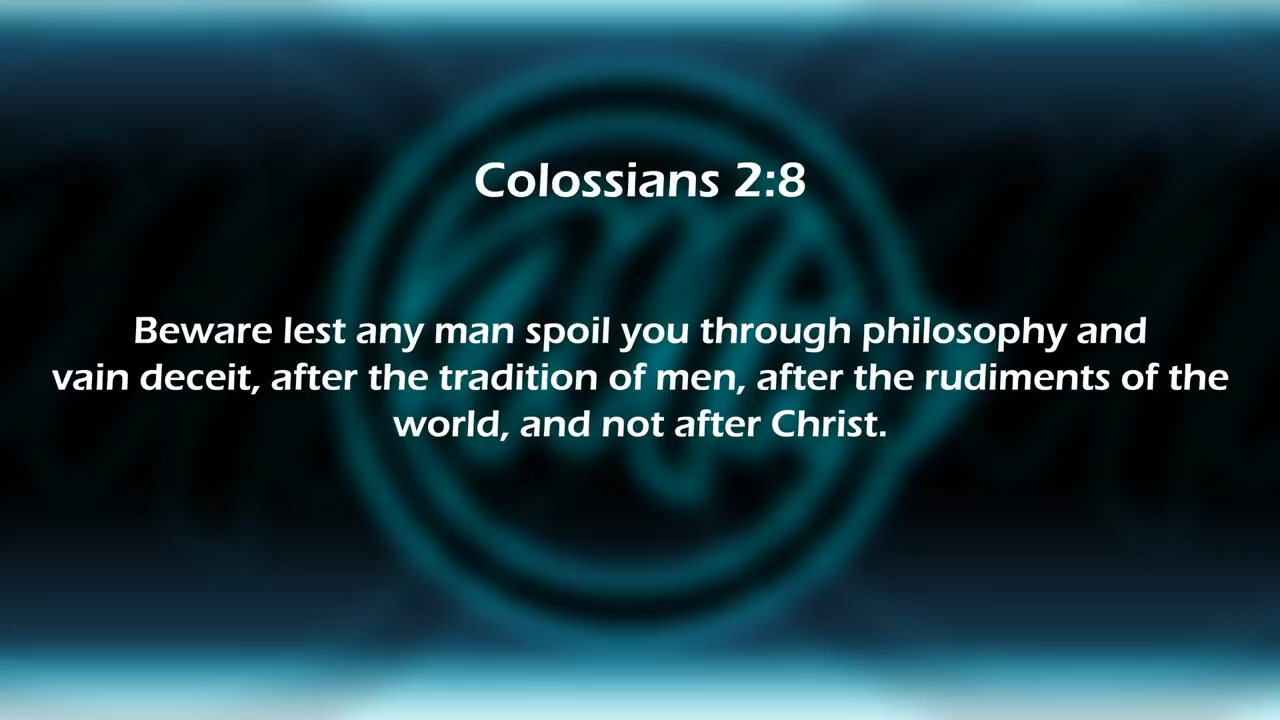 Colossians 2:8
Beware lest any man spoil you through philosophy and
vain deceit, after the tradition of men, after the rudiments of the
world, and not after Christ.